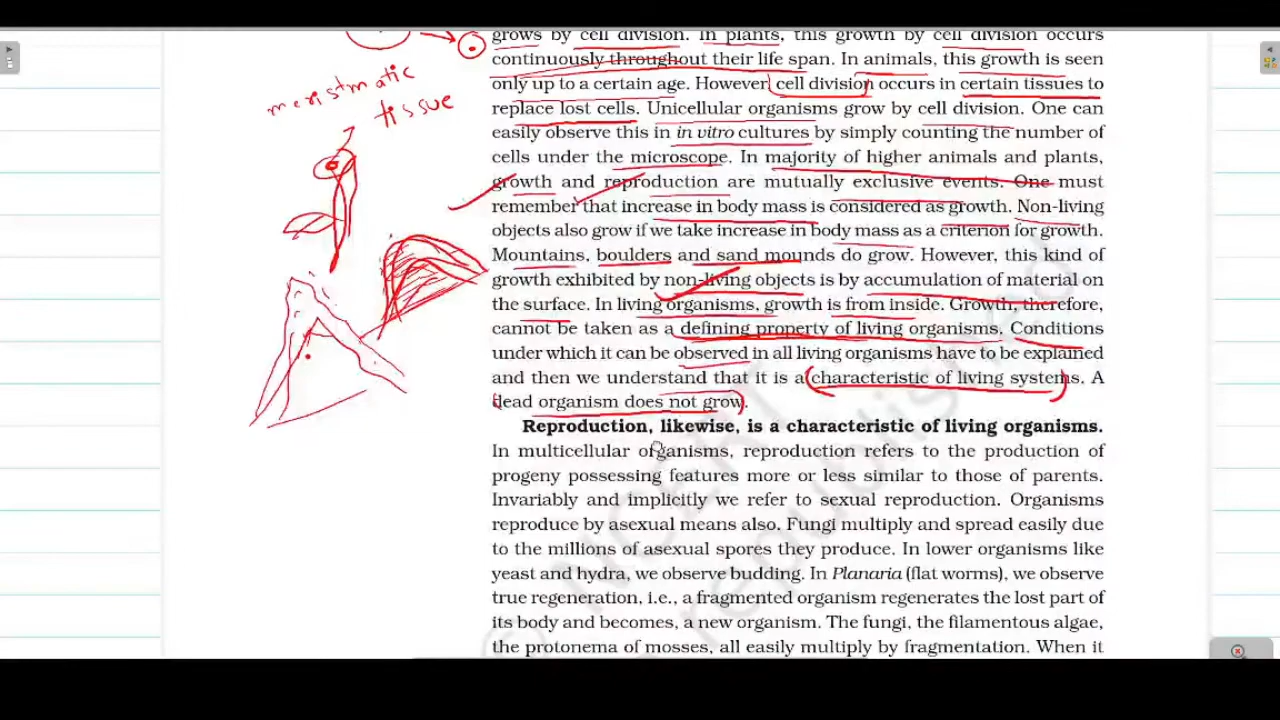 grows by cell division. In plants, this growth by cell division occurs
continuously throughout their life span. In animals, this growth is seen
only up to a certain age. However, cell division occurs in certain tissues to
replace lost cells. Unicellular organisms grow by cell division. One can
easily observe this in in vitro cultures by simply counting the number of
cells under the microscope. In majority of higher animals and plants,
growth and reproduction are mutually exclusive events. One must
remember that increase in body mass is considered as growth. Non-living
objects also grow if we take increase in body mass as a criterion for growth.
Mountains, boulders and sand mounds do grow. However, this kind of
growth exhibited by non-living objects is by accumulation of material on
the surface. In living organisms, growth is from inside. Growth, therefore,
cannot be taken as a defining property of living organisms. Conditions
under which it can be observed in all living organisms have to be explained
and then we understand that it is a characteristic of living systems. A
dead organism does not grow.
Reproduction, likewise, is a characteristic of living organisms.
In multicellular organisms, reproduction refers to the production of
progeny possessing features more or less similar to those of parents.
Invariably and implicitly we refer to sexual reproduction. Organisms
reproduce by asexual means also. Fungi multiply and spread easily due
to the millions of asexual spores they produce. In lower organisms like
yeast and hydra, we observe budding. In Planaria (flat worms), we observe
true regeneration, i.e., a fragmented organism regenerates the lost part of
its body and becomes, a new organism. The fungi, the filamentous algae,
the protonema of mosses, all easily multiply by fragmentation. When it
meristmatic
tissue
© NCERT
republished